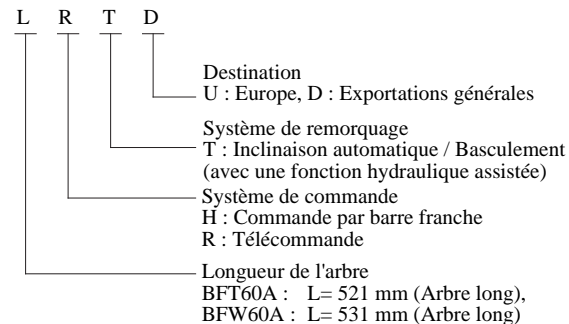 L R T D
Destination
U : Europe, D : Exportations générales
Système de remorquage
T : Inclinaison automatique / Basculement
(avec une fonction hydraulique assistée)
Système de commande
H : Commande par barre franche
R : Télécommande
Longueur de l'arbre
BFT60A : L= 521 mm (Arbre long),
BFW60A : L= 531 mm (Arbre long)